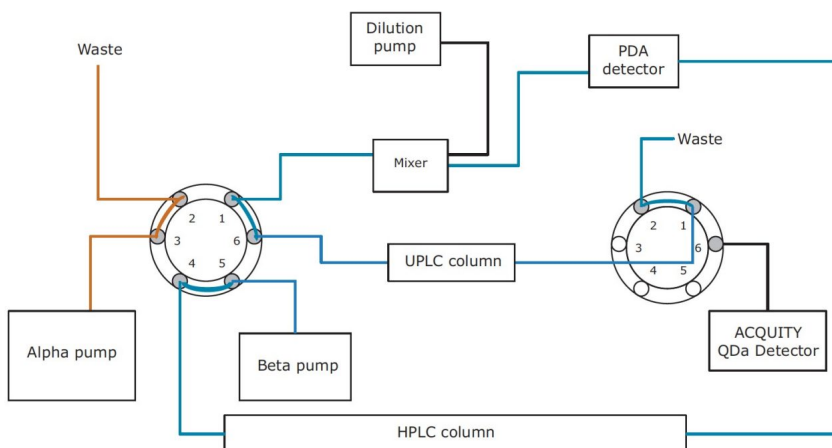 Dilution
pump
Waste
PDA
detector
Mixer
Waste
2 1
3 6
4 5
2 1
3 6
4 5
UPLC column
Alpha pump
Beta pump
ACQUITY
QDa Detector
HPLC column